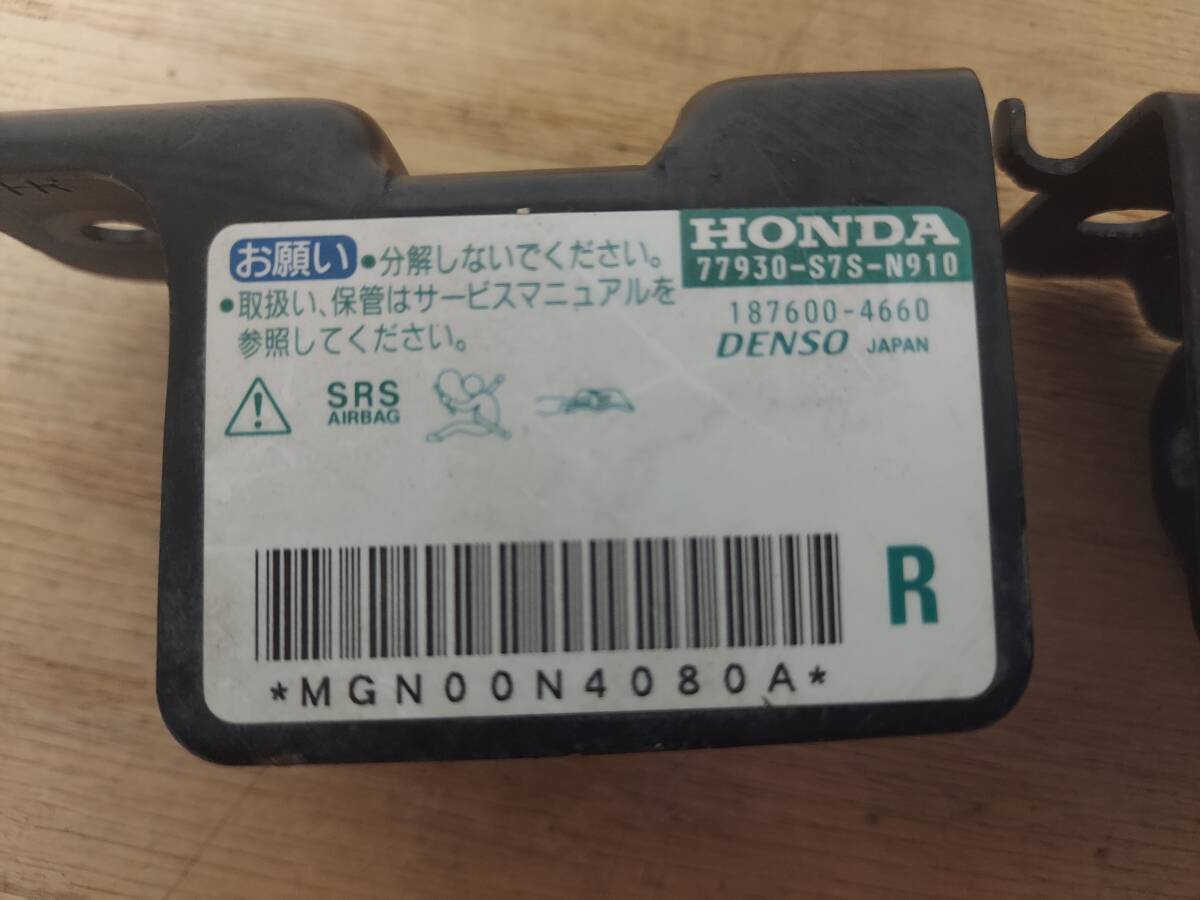 お願い •分解しないでください。
•取扱い、保管はサービスマニュアルを
参照してください。
HONDA
77930-S7S-N910
187600-4660
DENSO JAPAN
SRS
AIRBAG
R
*MGN00N4080A*